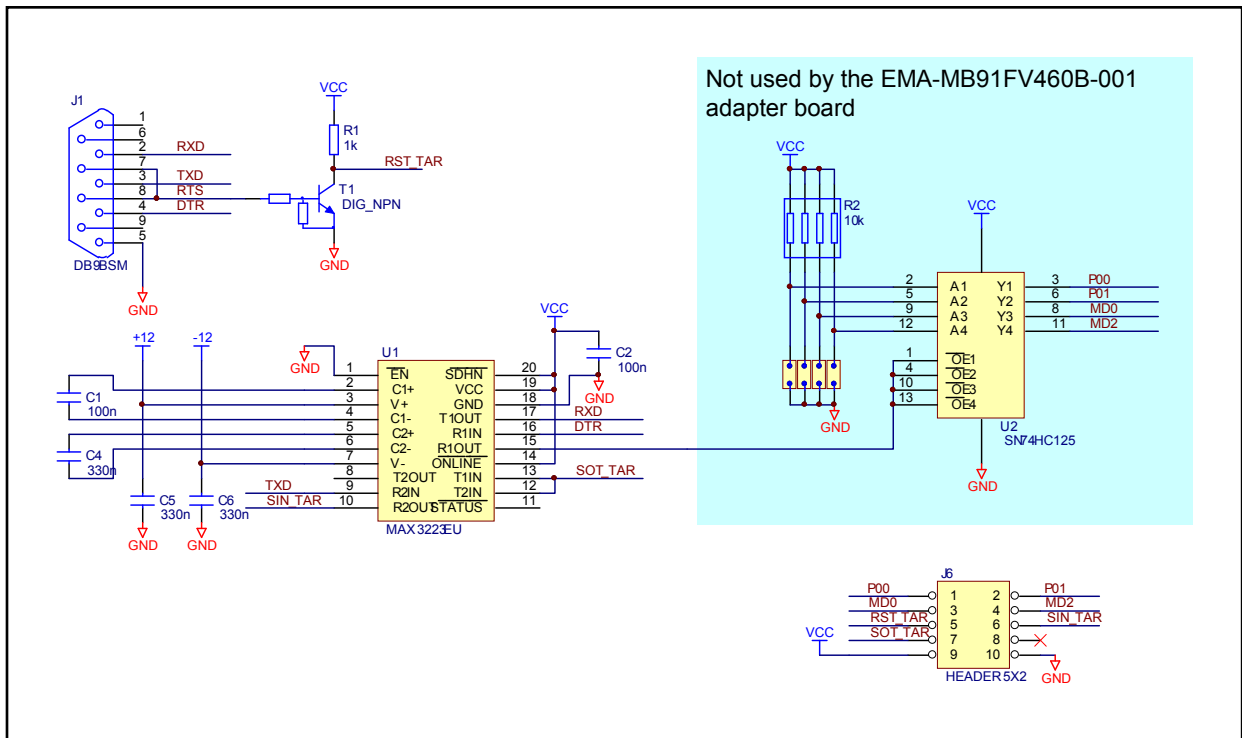 Not used by the EMA-MB91FV460B-001
adapter board
J1
1
6
2
7
3
8
4
9
5
RXD
TXD
RTS
DTR
DB9BSM
GND
VCC
R1
1k
RST_TAR
T1
DIG_NPN
GND
VCC
R2
10k
GND
VCC
2 A1 Y1 3 P00
5 A2 Y2 6 P01
9 A3 Y3 8 MD0
12 A4 Y4 11 MD2
1 OE1
4 OE2
10 OE3
13 OE4
U2
SN74HC125
GND
+12
-12
GND
VCC
C2
100n
GND
U1
1 EN SDHN 20
2 C1+ VCC 19
3 V+ GND 18
4 C1- T1OUT 17 RXD
5 C2+ R1IN 16 DTR
6 C2- R1OUT 15
7 V- ONLINE 14
8 T2OUT T1IN 13 SOT_TAR
TXD 9 R2IN T2IN 12
SIN_TAR 10 R2OUT STATUS 11
MAX3223EU
C1
100n
C4
330n
C5
330n
C6
330n
GND
GND
J6
P00 1 2 P01
MD0 3 4 MD2
RST_TAR 5 6 SIN_TAR
SOT_TAR 7 8
VCC 9 10
GND
HEADER 5X2